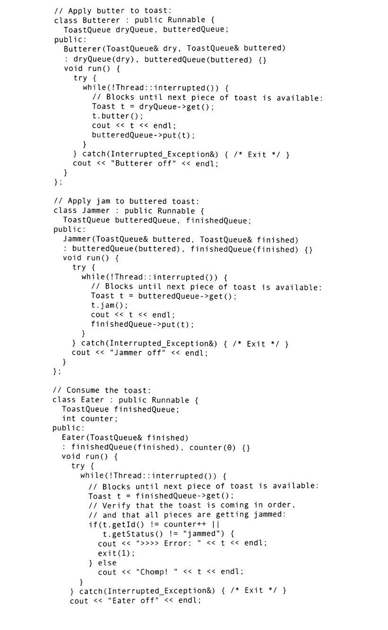 // Apply butter to toast:
class Butterer : public Runnable {
  ToastQueue dryQueue, butteredQueue;
public:
  Butterer(ToastQueue& dry, ToastQueue& buttered)
  : dryQueue(dry), butteredQueue(buttered) {}
  void run() {
    try {
      while(!Thread::interrupted()) {
        // Blocks until next piece of toast is available:
        Toast t = dryQueue->get();
        t.butter();
        cout << t << endl;
        butteredQueue->put(t);
      }
    } catch(Interrupted_Exception&) { /* Exit */ }
    cout << "Butterer off" << endl;
  }
};

// Apply jam to buttered toast:
class Jammer : public Runnable {
  ToastQueue butteredQueue, finishedQueue;
public:
  Jammer(ToastQueue& buttered, ToastQueue& finished)
  : butteredQueue(buttered), finishedQueue(finished) {}
  void run() {
    try {
      while(!Thread::interrupted()) {
        // Blocks until next piece of toast is available:
        Toast t = butteredQueue->get();
        t.jam();
        cout << t << endl;
        finishedQueue->put(t);
      }
    } catch(Interrupted_Exception&) { /* Exit */ }
    cout << "Jammer off" << endl;
  }
};

// Consume the toast:
class Eater : public Runnable {
  ToastQueue finishedQueue;
  int counter;
public:
  Eater(ToastQueue& finished)
  : finishedQueue(finished), counter(0) {}
  void run() {
    try {
      while(!Thread::interrupted()) {
        // Blocks until next piece of toast is available:
        Toast t = finishedQueue->get();
        // Verify that the toast is coming in order,
        // and that all pieces are getting jammed:
        if(t.getId() != counter++ ||
           t.getStatus() != "jammed") {
          cout << ">>>> Error: " << t << endl;
          exit(1);
        } else
          cout << "Chomp! " << t << endl;
      }
    } catch(Interrupted_Exception&) { /* Exit */ }
    cout << "Eater off" << endl;